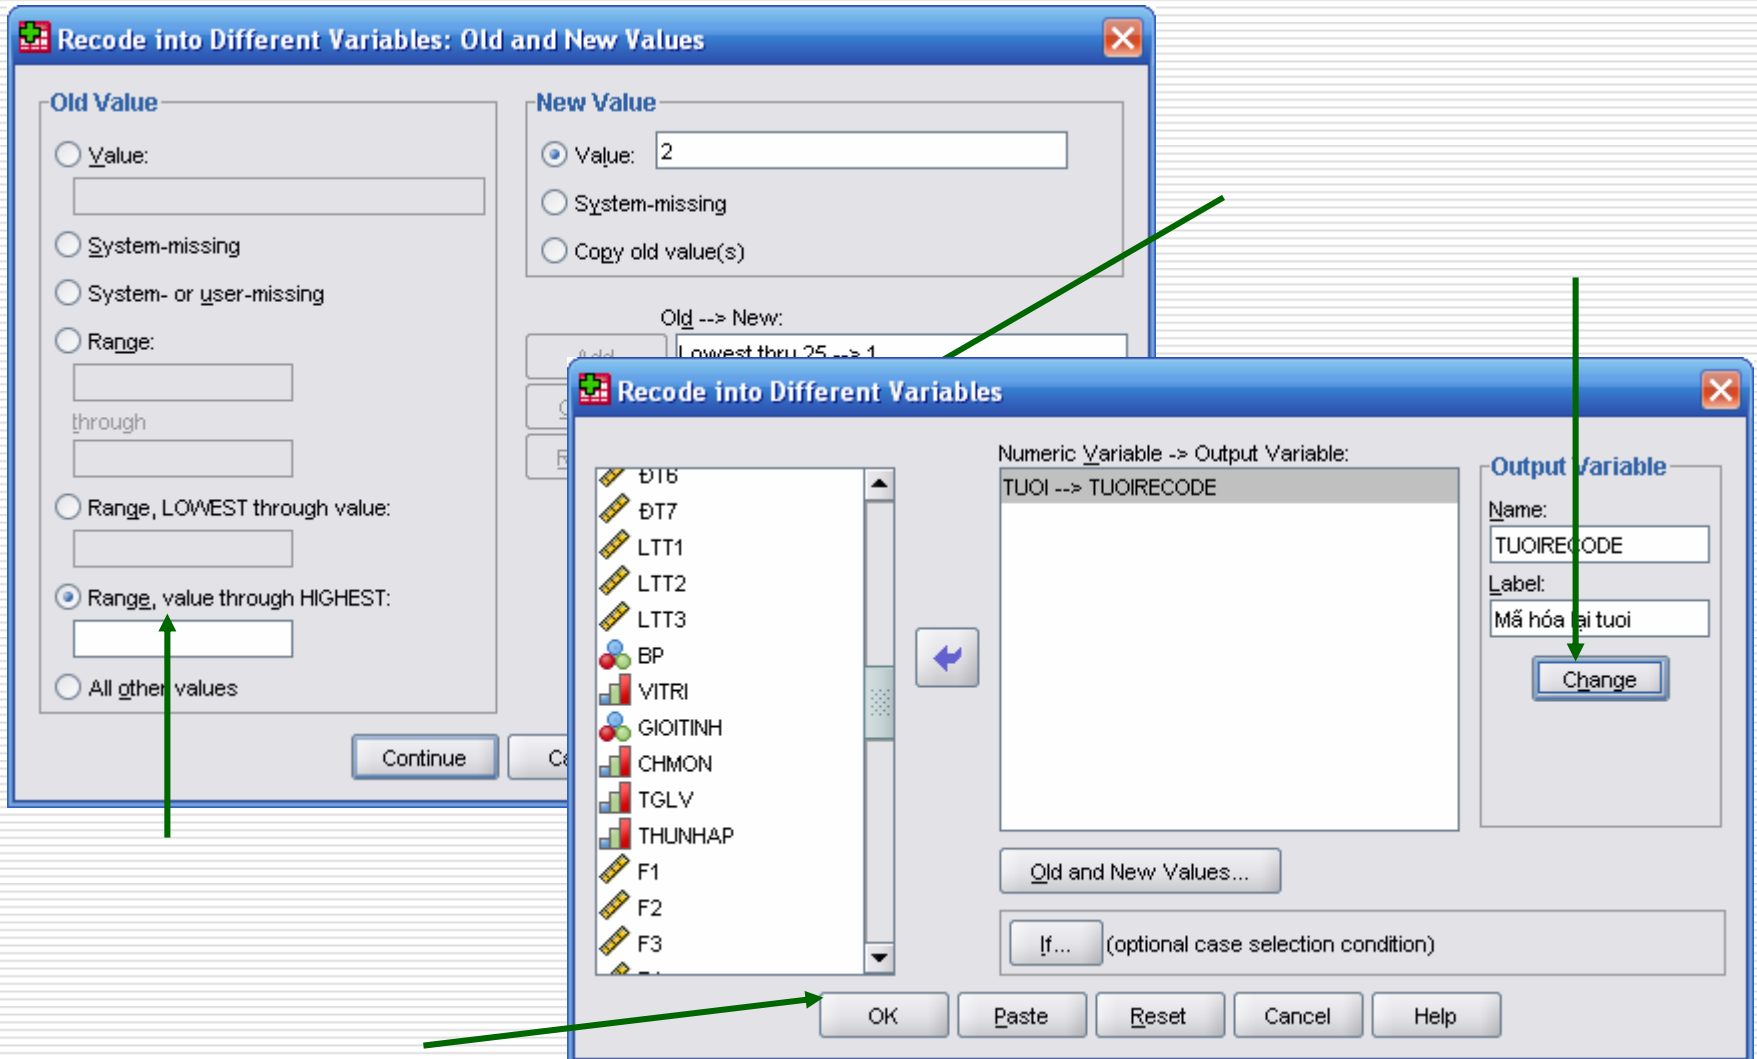 Recode into Different Variables: Old and New Values
Old Value
Value:
System-missing
System- or user-missing
Range:
through
Range, LOWEST through value:
Range, value through HIGHEST:
All other values
New Value
Value: 2
System-missing
Copy old value(s)
Old --> New:
Add
Lowest thru 25 --> 1
Continue
Recode into Different Variables
ĐT6
ĐT7
LTT1
LTT2
LTT3
BP
VITRI
GIOITINH
CHMON
TGLV
THUNHAP
F1
F2
F3
Numeric Variable -> Output Variable:
TUOI --> TUOIRECODE
Output Variable
Name:
TUOIRECODE
Label:
Mã hóa lại tuoi
Change
Old and New Values...
If... (optional case selection condition)
OK
Paste
Reset
Cancel
Help